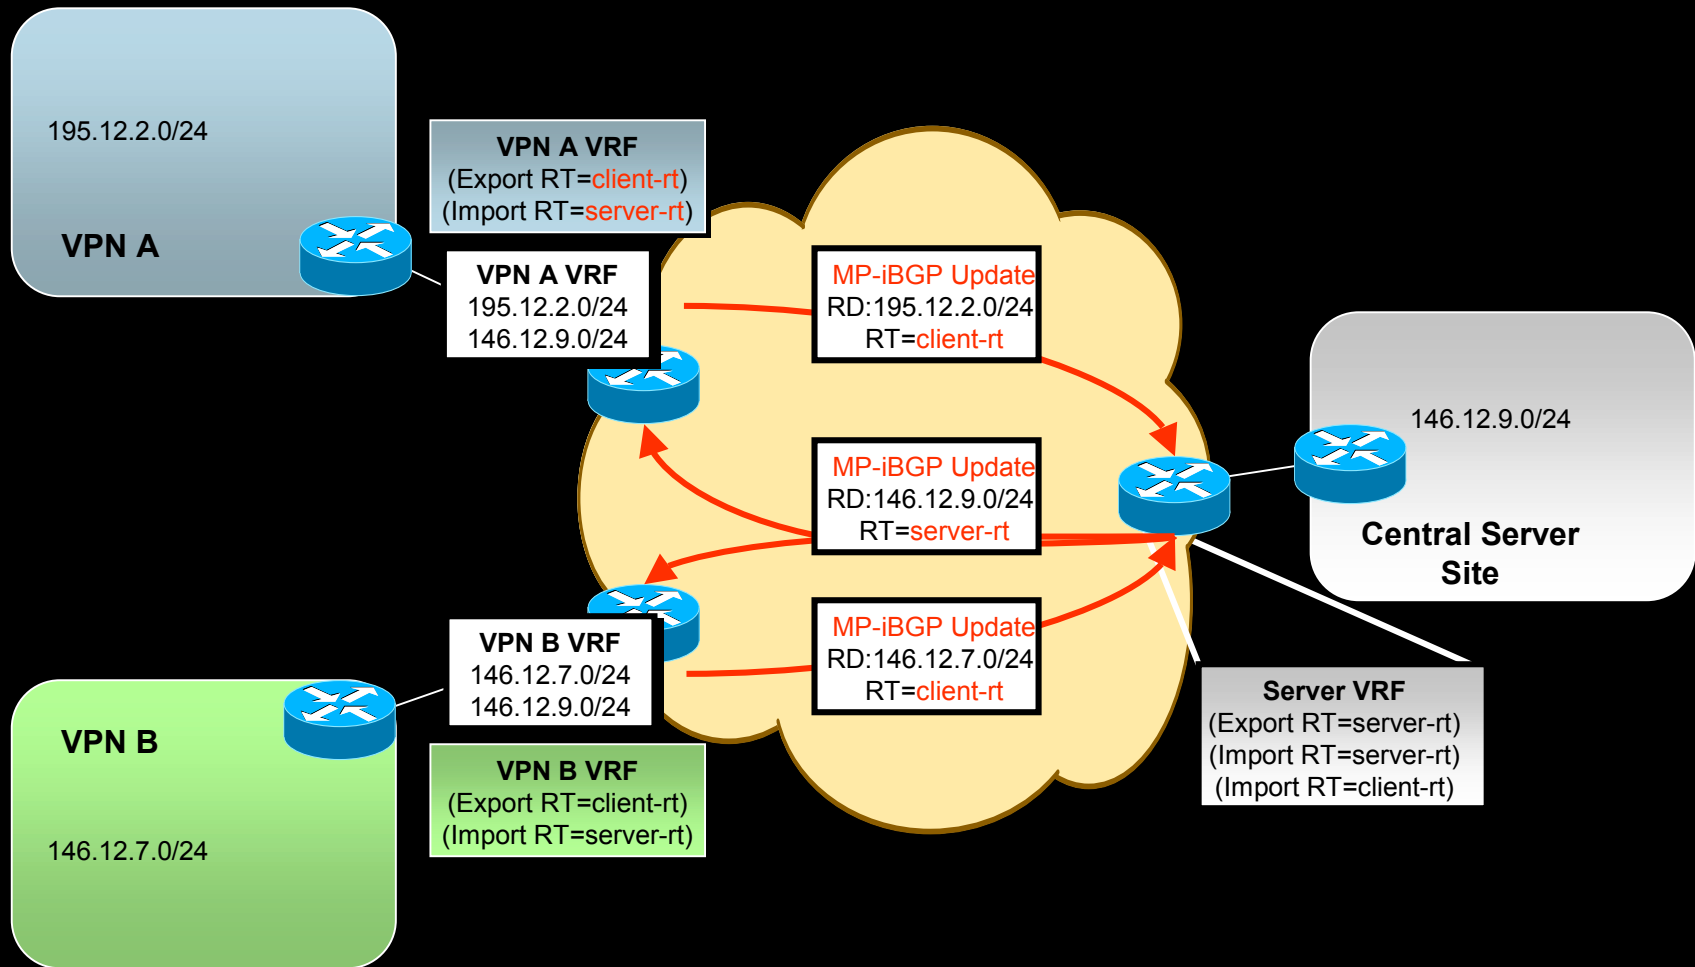 195.12.2.0/24
VPN A
VPN A VRF
(Export RT=client-rt)
(Import RT=server-rt)
VPN A VRF
195.12.2.0/24
146.12.9.0/24
MP-iBGP Update
RD:195.12.2.0/24
RT=client-rt
MP-iBGP Update
RD:146.12.9.0/24
RT=server-rt
146.12.9.0/24
Central Server
Site
MP-iBGP Update
RD:146.12.7.0/24
RT=client-rt
VPN B VRF
146.12.7.0/24
146.12.9.0/24
VPN B
146.12.7.0/24
VPN B VRF
(Export RT=client-rt)
(Import RT=server-rt)
Server VRF
(Export RT=server-rt)
(Import RT=server-rt)
(Import RT=client-rt)